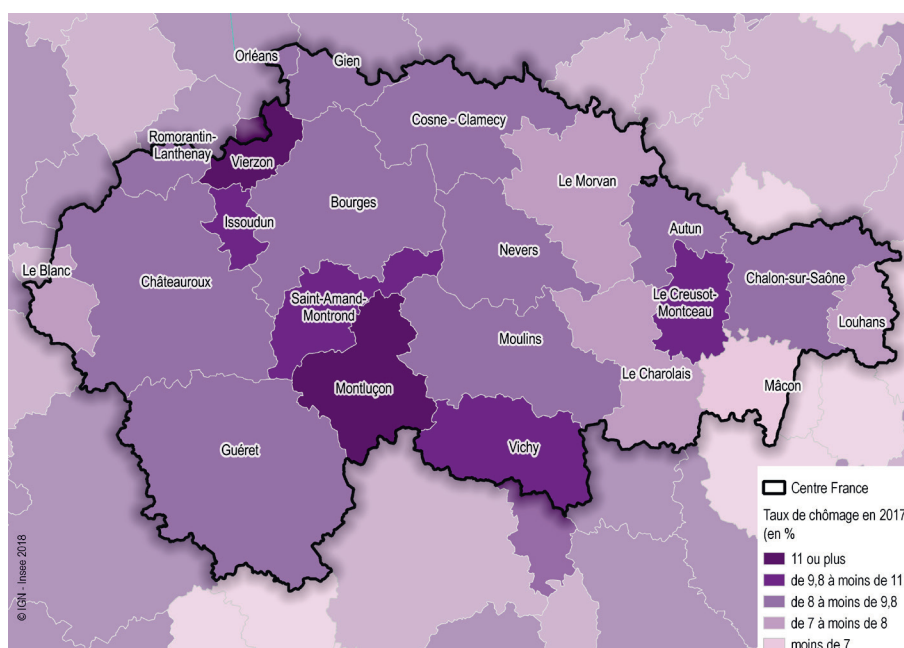 Orléans
Gien
Cosne - Clamecy
Romorantin-
Lanthenay
Vierzon
Le Morvan
Bourges
Issoudun
Autun
Nevers
Le Blanc
Châteauroux
Chalon-sur-Saône
Saint-Amand-
Montrond
Le Creusot-
Montceau
Louhans
Moulins
Le Charolais
Montluçon
Mâcon
Guéret
Vichy
Centre France
Taux de chômage en 2017
(en %
11 ou plus
de 9,8 à moins de 11
de 8 à moins de 9,8
de 7 à moins de 8
moins de 7
© IGN - Insee 2018